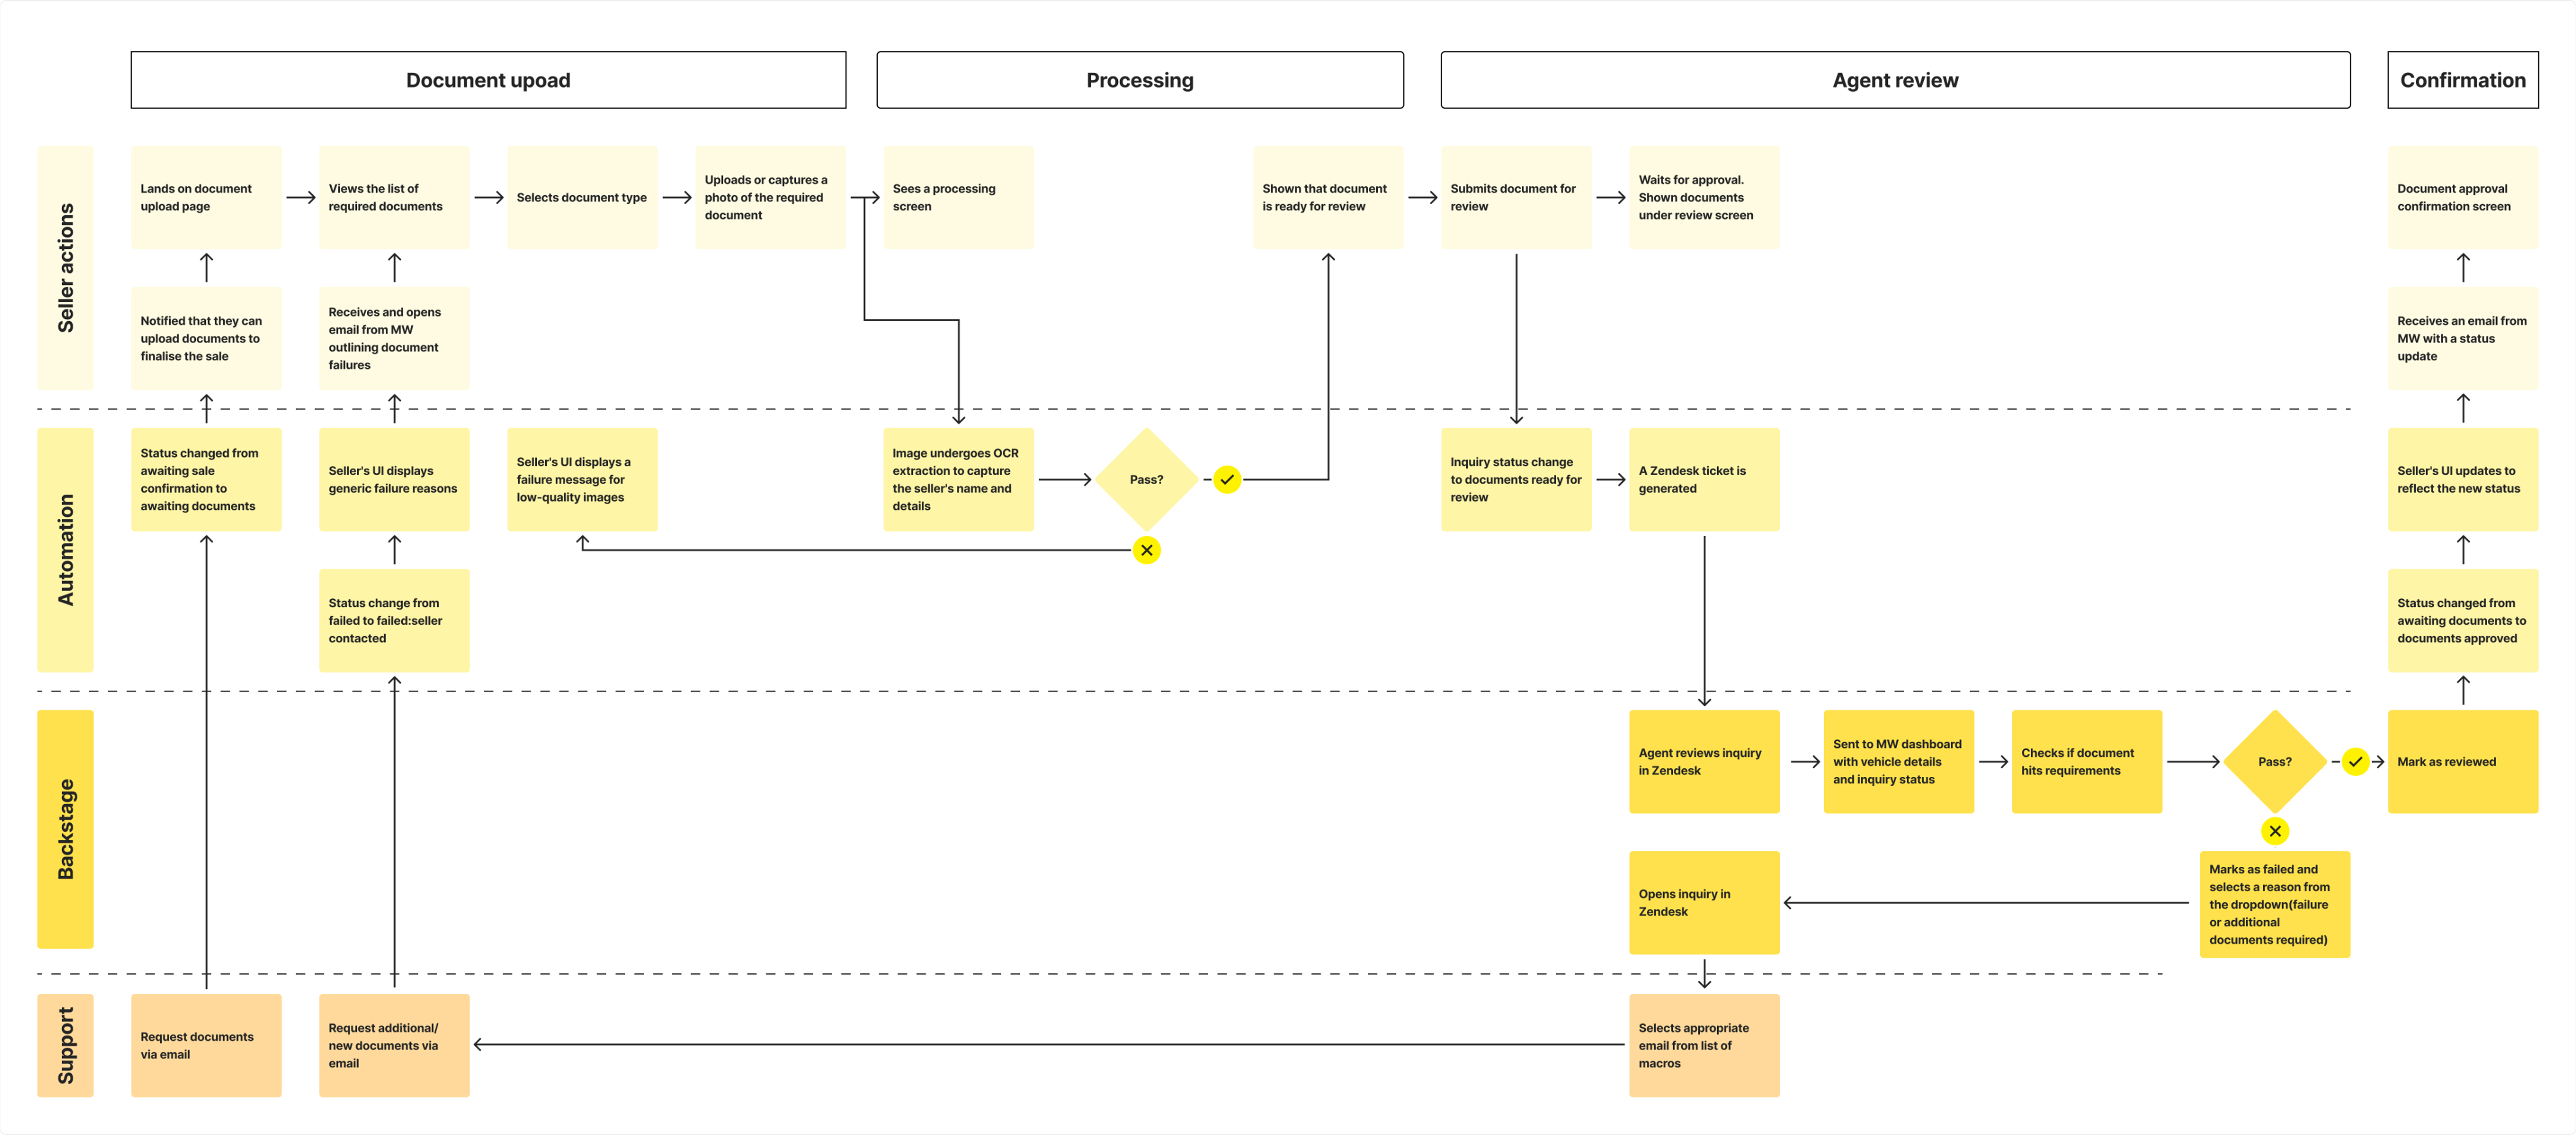 Document upoad
Processing
Agent review
Confirmation
Seller actions
Lands on document
upload page
Views the list of
required documents
Selects document type
Uploads or captures a
photo of the required
document
Sees a processing
screen
Shown that document
is ready for review
Submits document for
review
Waits for approval.
Shown documents
under review screen
Document approval
confirmation screen
Notified that they can
upload documents to
finalise the sale
Receives and opens
email from MW
outlining document
failures
Receives an email from
MW with a status
update
Automation
Status changed from
awaiting sale
confirmation to
awaiting documents
Seller's UI displays
generic failure reasons
Seller's UI displays a
failure message for
low-quality images
Image undergoes OCR
extraction to capture
the seller's name and
details
Pass?
Inquiry status change
to documents ready for
review
A Zendesk ticket is
generated
Seller's UI updates to
reflect the new status
Status change from
failed to failed:seller
contacted
Status changed from
awaiting documents to
documents approved
Backstage
Agent reviews inquiry
in Zendesk
Sent to MW dashboard
with vehicle details
and inquiry status
Checks if document
hits requirements
Pass?
Mark as reviewed
Opens inquiry in
Zendesk
Marks as failed and
selects a reason from
the dropdown(failure
or additional
documents required)
Support
Request documents
via email
Request additional/
new documents via
email
Selects appropriate
email from list of
macros